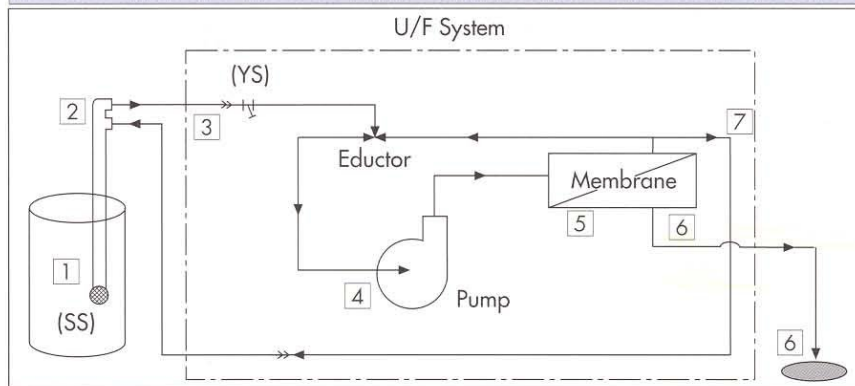 U/F System
(YS)
2
3
7
Eductor
Membrane
5
6
1
4
(SS)
Pump
6